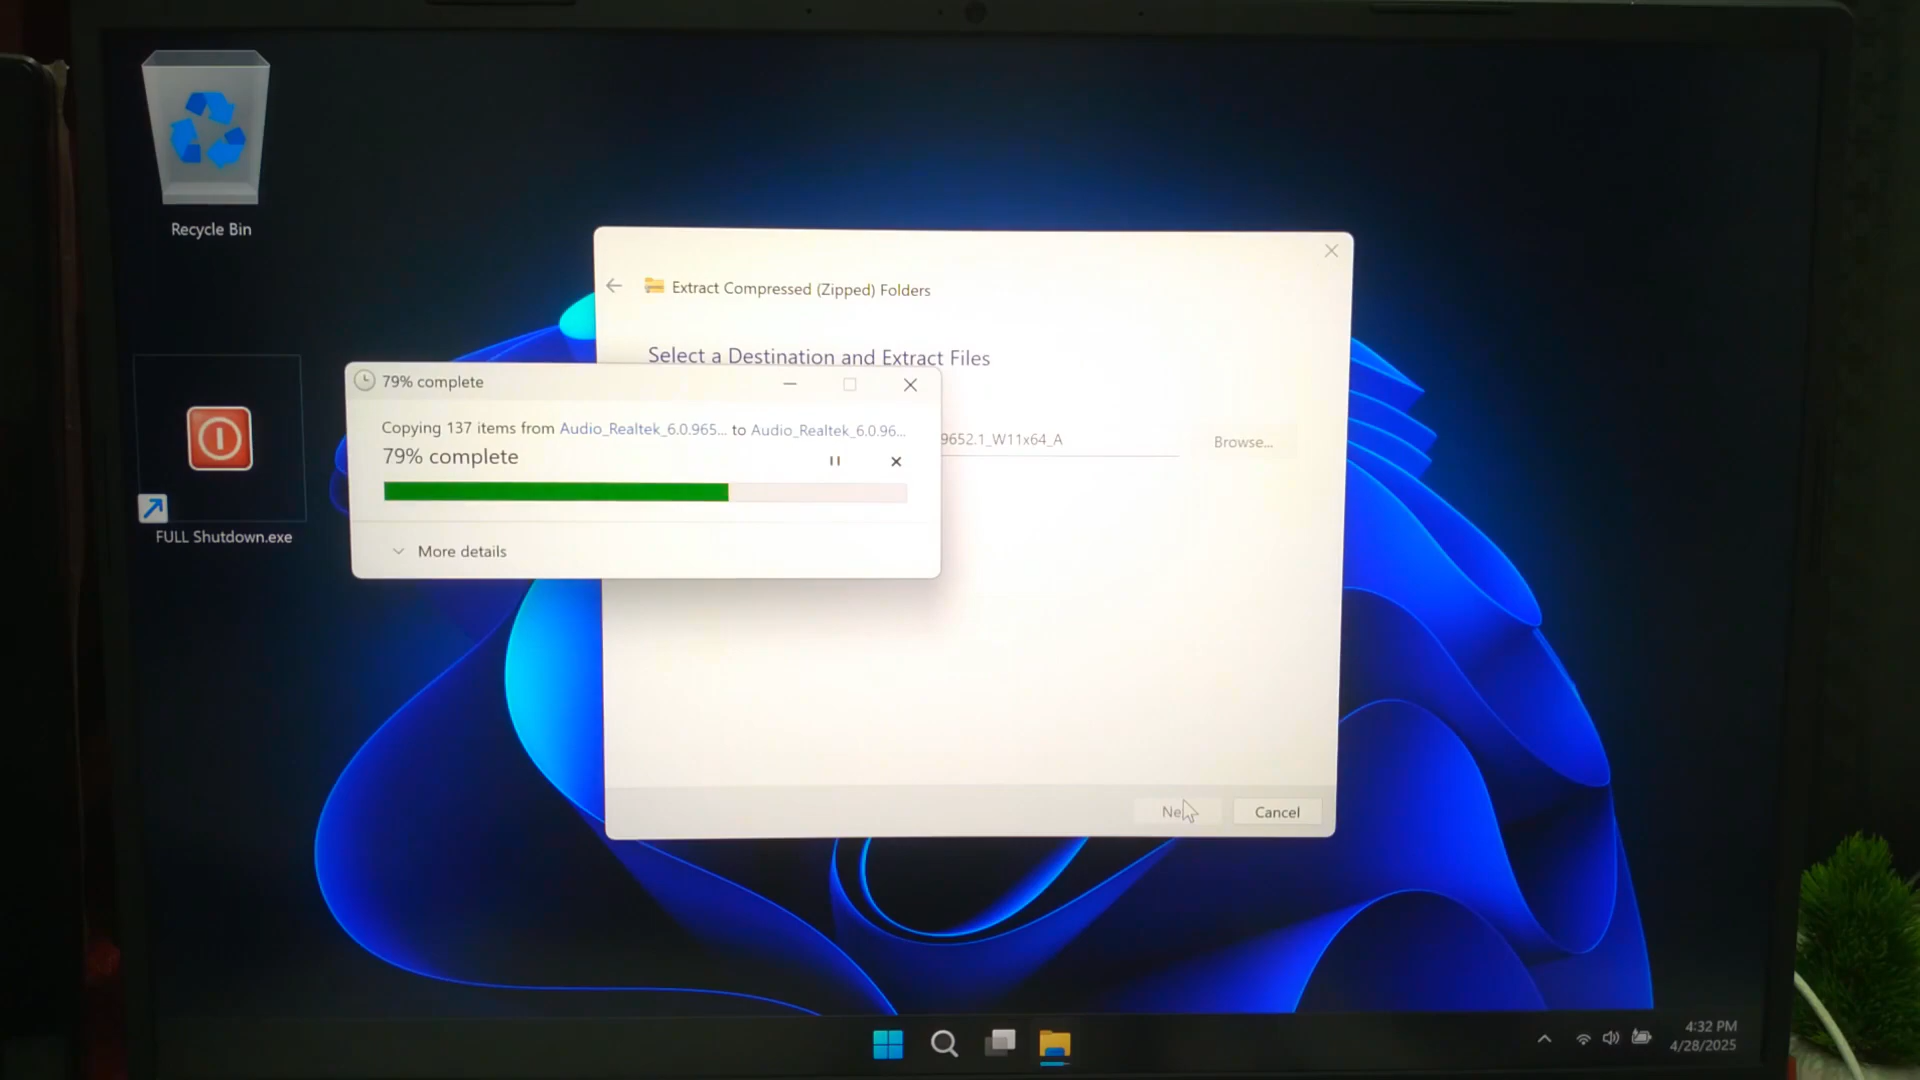 Recycle Bin
FULL Shutdown.exe
Extract Compressed (Zipped) Folders
Select a Destination and Extract Files
9652.1_W11x64_A
Browse...
79% complete
Copying 137 items from Audio_Realtek_6.0.965... to Audio_Realtek_6.0.96...
79% complete
More details
Cancel
4:32 PM
4/28/2025